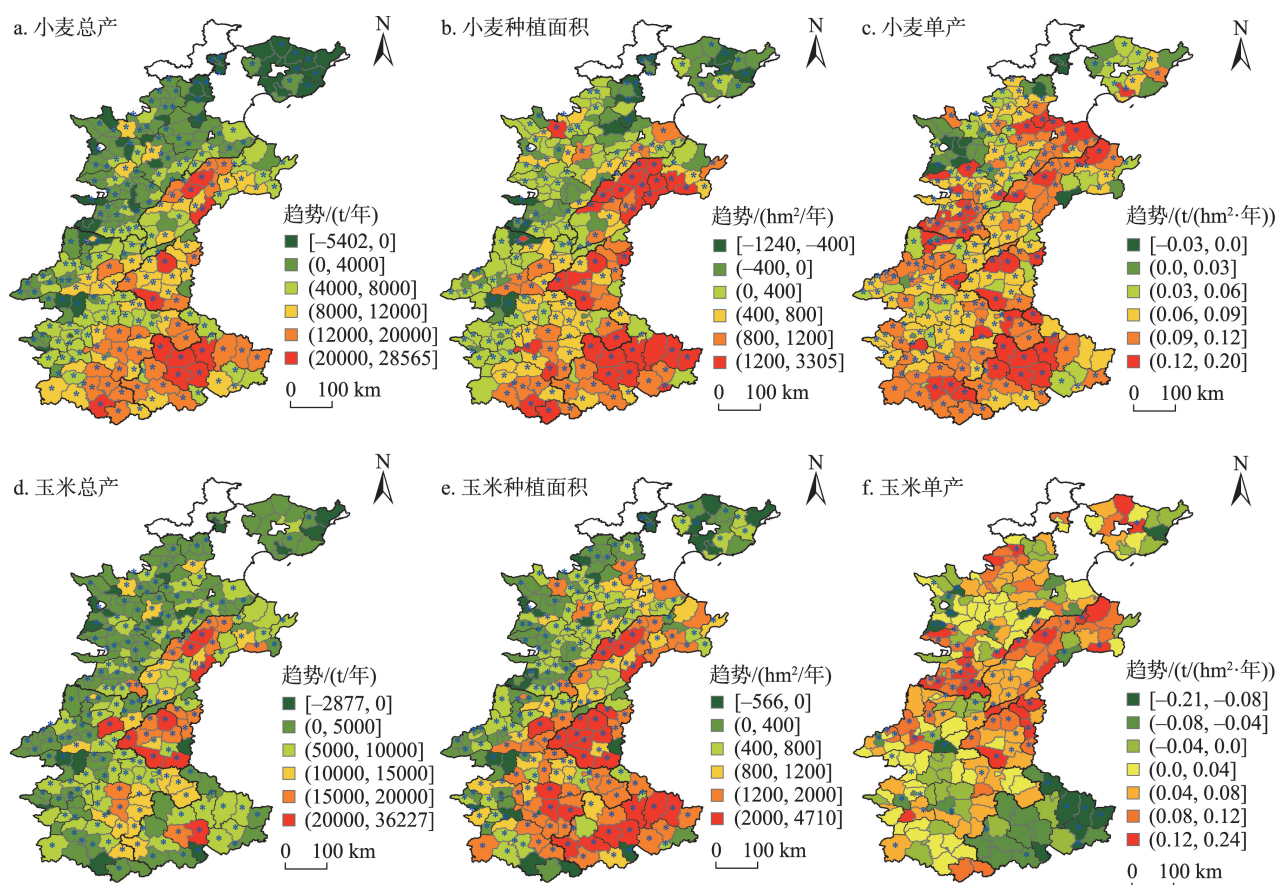 a. 小麦总产
N
趋势/(t/年)
[–5402, 0]
(0, 4000]
(4000, 8000]
(8000, 12000]
(12000, 20000]
(20000, 28565]
0 100 km
b. 小麦种植面积
N
趋势/(hm²/年)
[–1240, –400]
(–400, 0]
(0, 400]
(400, 800]
(800, 1200]
(1200, 3305]
0 100 km
c. 小麦单产
N
趋势/(t/(hm²·年))
[–0.03, 0.0]
(0.0, 0.03]
(0.03, 0.06]
(0.06, 0.09]
(0.09, 0.12]
(0.12, 0.20]
0 100 km
d. 玉米总产
N
趋势/(t/年)
[–2877, 0]
(0, 5000]
(5000, 10000]
(10000, 15000]
(15000, 20000]
(20000, 36227]
0 100 km
e. 玉米种植面积
N
趋势/(hm²/年)
[–566, 0]
(0, 400]
(400, 800]
(800, 1200]
(1200, 2000]
(2000, 4710]
0 100 km
f. 玉米单产
N
趋势/(t/(hm²·年))
[–0.21, –0.08]
(–0.08, –0.04]
(–0.04, 0.0]
(0.0, 0.04]
(0.04, 0.08]
(0.08, 0.12]
(0.12, 0.24]
0 100 km